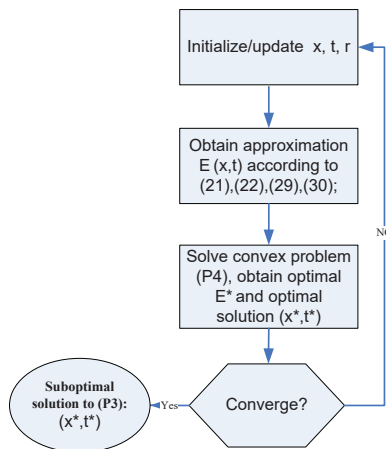 Initialize/update x, t, r
Obtain approximation
E (x,t) according to
(21),(22),(29),(30);
Solve convex problem
(P4), obtain optimal
E* and optimal
solution (x*,t*)
Converge?
Yes
Suboptimal
solution to (P3):
(x*,t*)